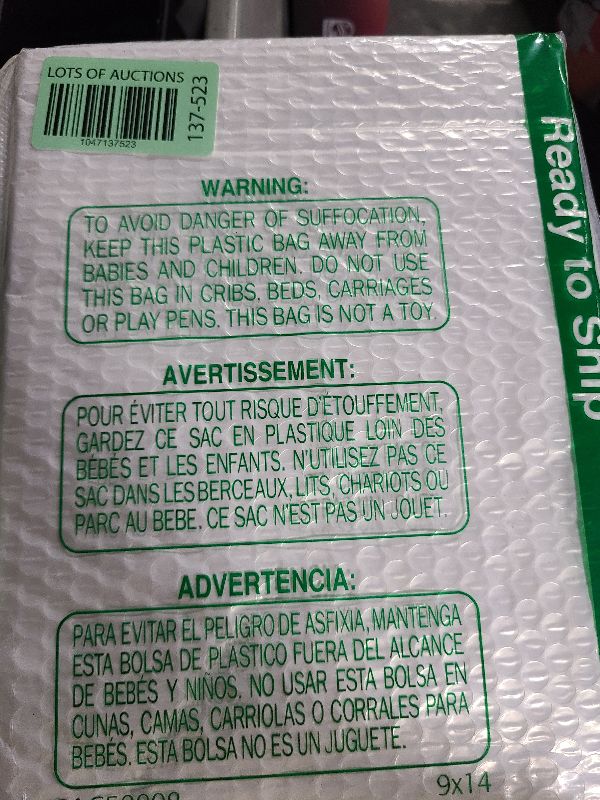 LOTS OF AUCTIONS
137-523
1047137523
Ready to Ship
WARNING:
TO AVOID DANGER OF SUFFOCATION,
KEEP THIS PLASTIC BAG AWAY FROM
BABIES AND CHILDREN. DO NOT USE
THIS BAG IN CRIBS, BEDS, CARRIAGES
OR PLAY PENS. THIS BAG IS NOT A TOY.
AVERTISSEMENT:
POUR ÉVITER TOUT RISQUE D'ÉTOUFFEMENT,
GARDEZ CE SAC EN PLASTIQUE LOIN DES
BÉBÉS ET LES ENFANTS. N'UTILISEZ PAS CE
SAC DANS LES BERCEAUX, LITS, CHARIOTS OU
PARC AU BEBE. CE SAC N'EST PAS UN JOUET.
ADVERTENCIA:
PARA EVITAR EL PELIGRO DE ASFIXIA, MANTENGA
ESTA BOLSA DE PLASTICO FUERA DEL ALCANCE
DE BEBÉS Y NIÑOS. NO USAR ESTA BOLSA EN
CUNAS, CAMAS, CARRIOLAS O CORRALES PARA
BEBÉS. ESTA BOLSA NO ES UN JUGUETE.
9x14